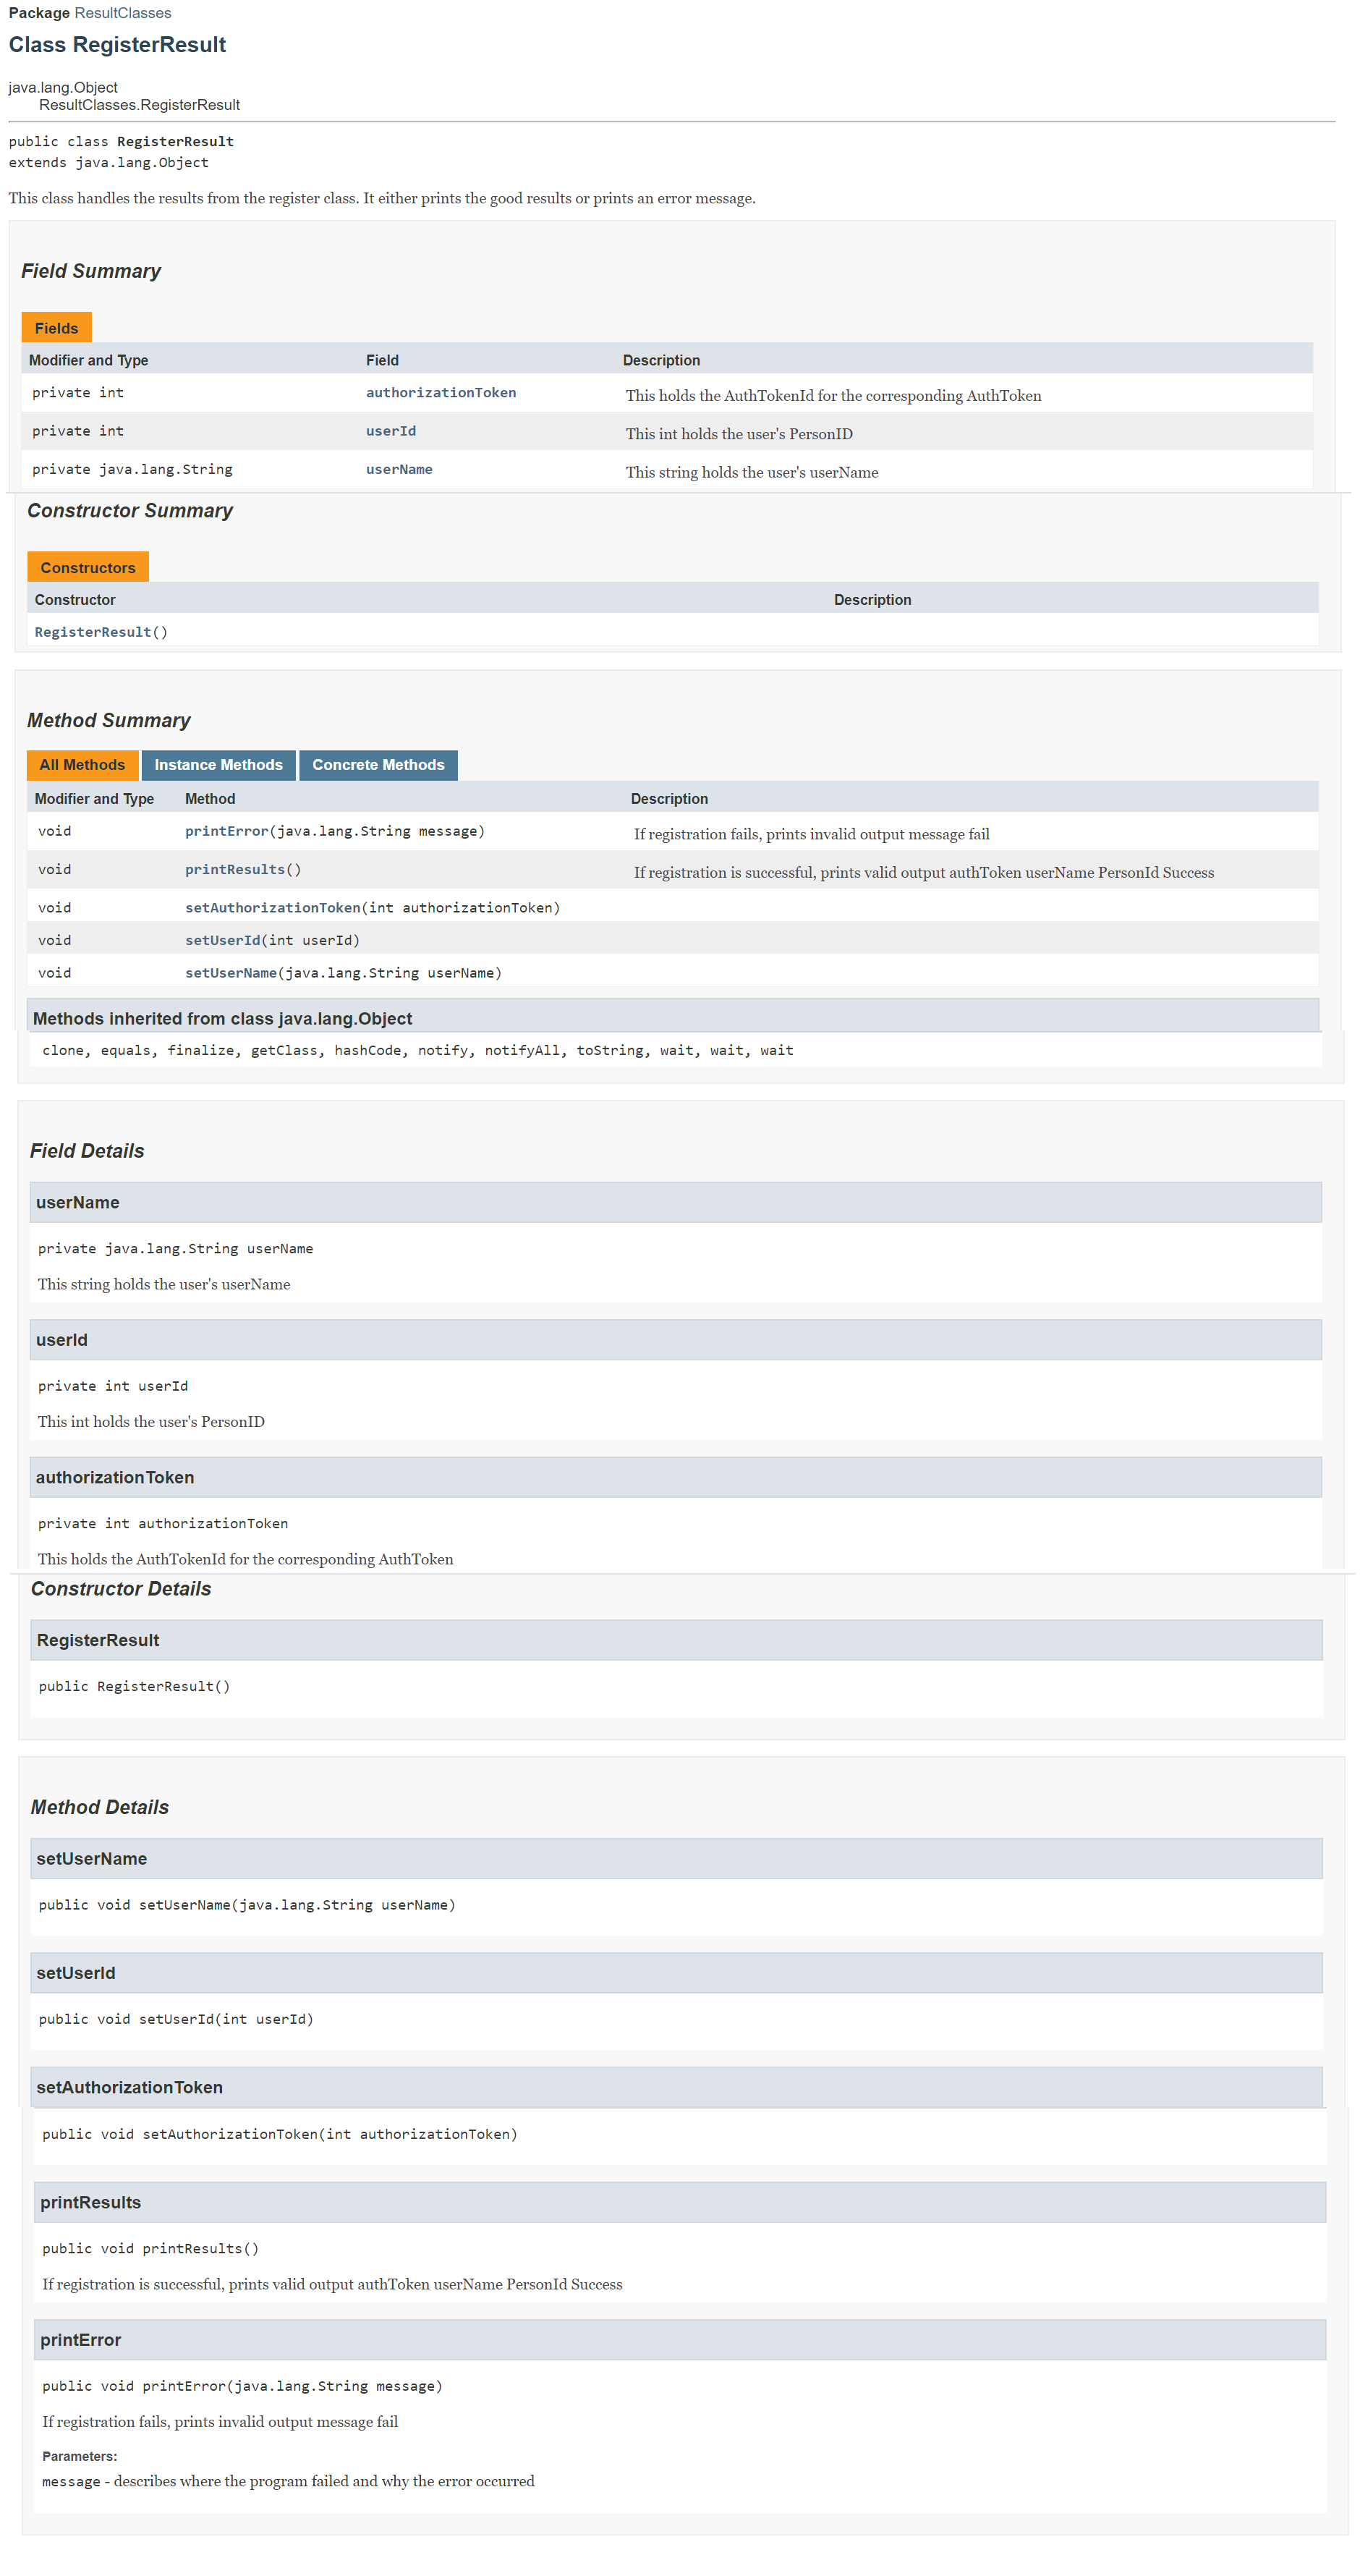 Package ResultClasses
Class RegisterResult
java.lang.Object
ResultClasses.RegisterResult
public class RegisterResult
extends java.lang.Object
This class handles the results from the register class. It either prints the good results or prints an error message.
Field Summary
Fields
Modifier and Type Field Description
private int authorizationToken This holds the AuthTokenId for the corresponding AuthToken
private int userId This int holds the user's PersonID
private java.lang.String userName This string holds the user's userName
Constructor Summary
Constructors
Constructor Description
RegisterResult()
Method Summary
All Methods Instance Methods Concrete Methods
Modifier and Type Method Description
void printError(java.lang.String message) If registration fails, prints invalid output message fail
void printResults() If registration is successful, prints valid output authToken userName PersonId Success
void setAuthorizationToken(int authorizationToken)
void setUserId(int userId)
void setUserName(java.lang.String userName)
Methods inherited from class java.lang.Object
clone, equals, finalize, getClass, hashCode, notify, notifyAll, toString, wait, wait, wait
Field Details
userName
private java.lang.String userName
This string holds the user's userName
userId
private int userId
This int holds the user's PersonID
authorizationToken
private int authorizationToken
This holds the AuthTokenId for the corresponding AuthToken
Constructor Details
RegisterResult
public RegisterResult()
Method Details
setUserName
public void setUserName(java.lang.String userName)
setUserId
public void setUserId(int userId)
setAuthorizationToken
public void setAuthorizationToken(int authorizationToken)
printResults
public void printResults()
If registration is successful, prints valid output authToken userName PersonId Success
printError
public void printError(java.lang.String message)
If registration fails, prints invalid output message fail
Parameters:
message - describes where the program failed and why the error occurred